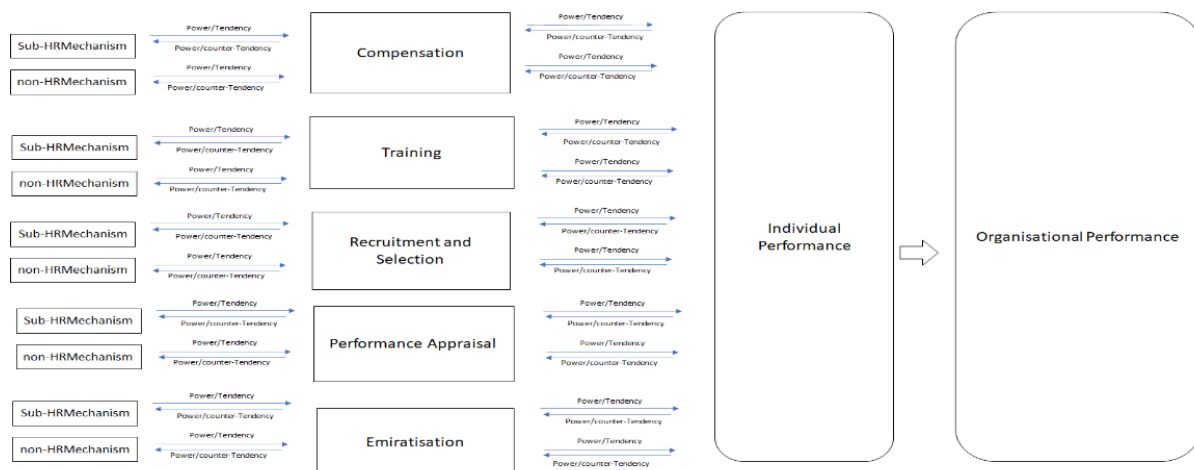 Power/Tendency
Power/counter-Tendency
Sub-HRMechanism
Power/Tendency
Power/counter-Tendency
non-HRMechanism
Compensation
Power/Tendency
Power/counter-Tendency
Power/Tendency
Power/counter-Tendency
Power/Tendency
Power/counter-Tendency
Sub-HRMechanism
Power/Tendency
Power/counter-Tendency
non-HRMechanism
Training
Power/Tendency
Power/counter-Tendency
Power/Tendency
Power/counter-Tendency
Power/Tendency
Power/counter-Tendency
Sub-HRMechanism
Power/Tendency
Power/counter-Tendency
non-HRMechanism
Recruitment and
Selection
Power/Tendency
Power/counter-Tendency
Power/Tendency
Power/counter-Tendency
Power/Tendency
Power/counter-Tendency
Sub-HRMechanism
Power/Tendency
Power/counter-Tendency
non-HRMechanism
Performance Appraisal
Power/Tendency
Power/counter-Tendency
Power/Tendency
Power/counter-Tendency
Power/Tendency
Power/counter-Tendency
Sub-HRMechanism
Power/Tendency
Power/counter-Tendency
non-HRMechanism
Emiratisation
Power/Tendency
Power/counter-Tendency
Power/Tendency
Power/counter-Tendency
Individual
Performance
Organisational Performance